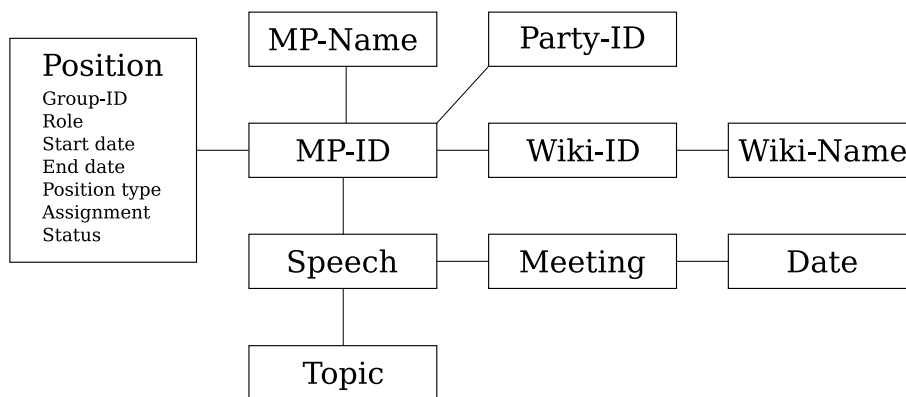 MP-Name
Party-ID
Position
Group-ID
Role
Start date
End date
Position type
Assignment
Status
MP-ID
Wiki-ID
Wiki-Name
Speech
Meeting
Date
Topic